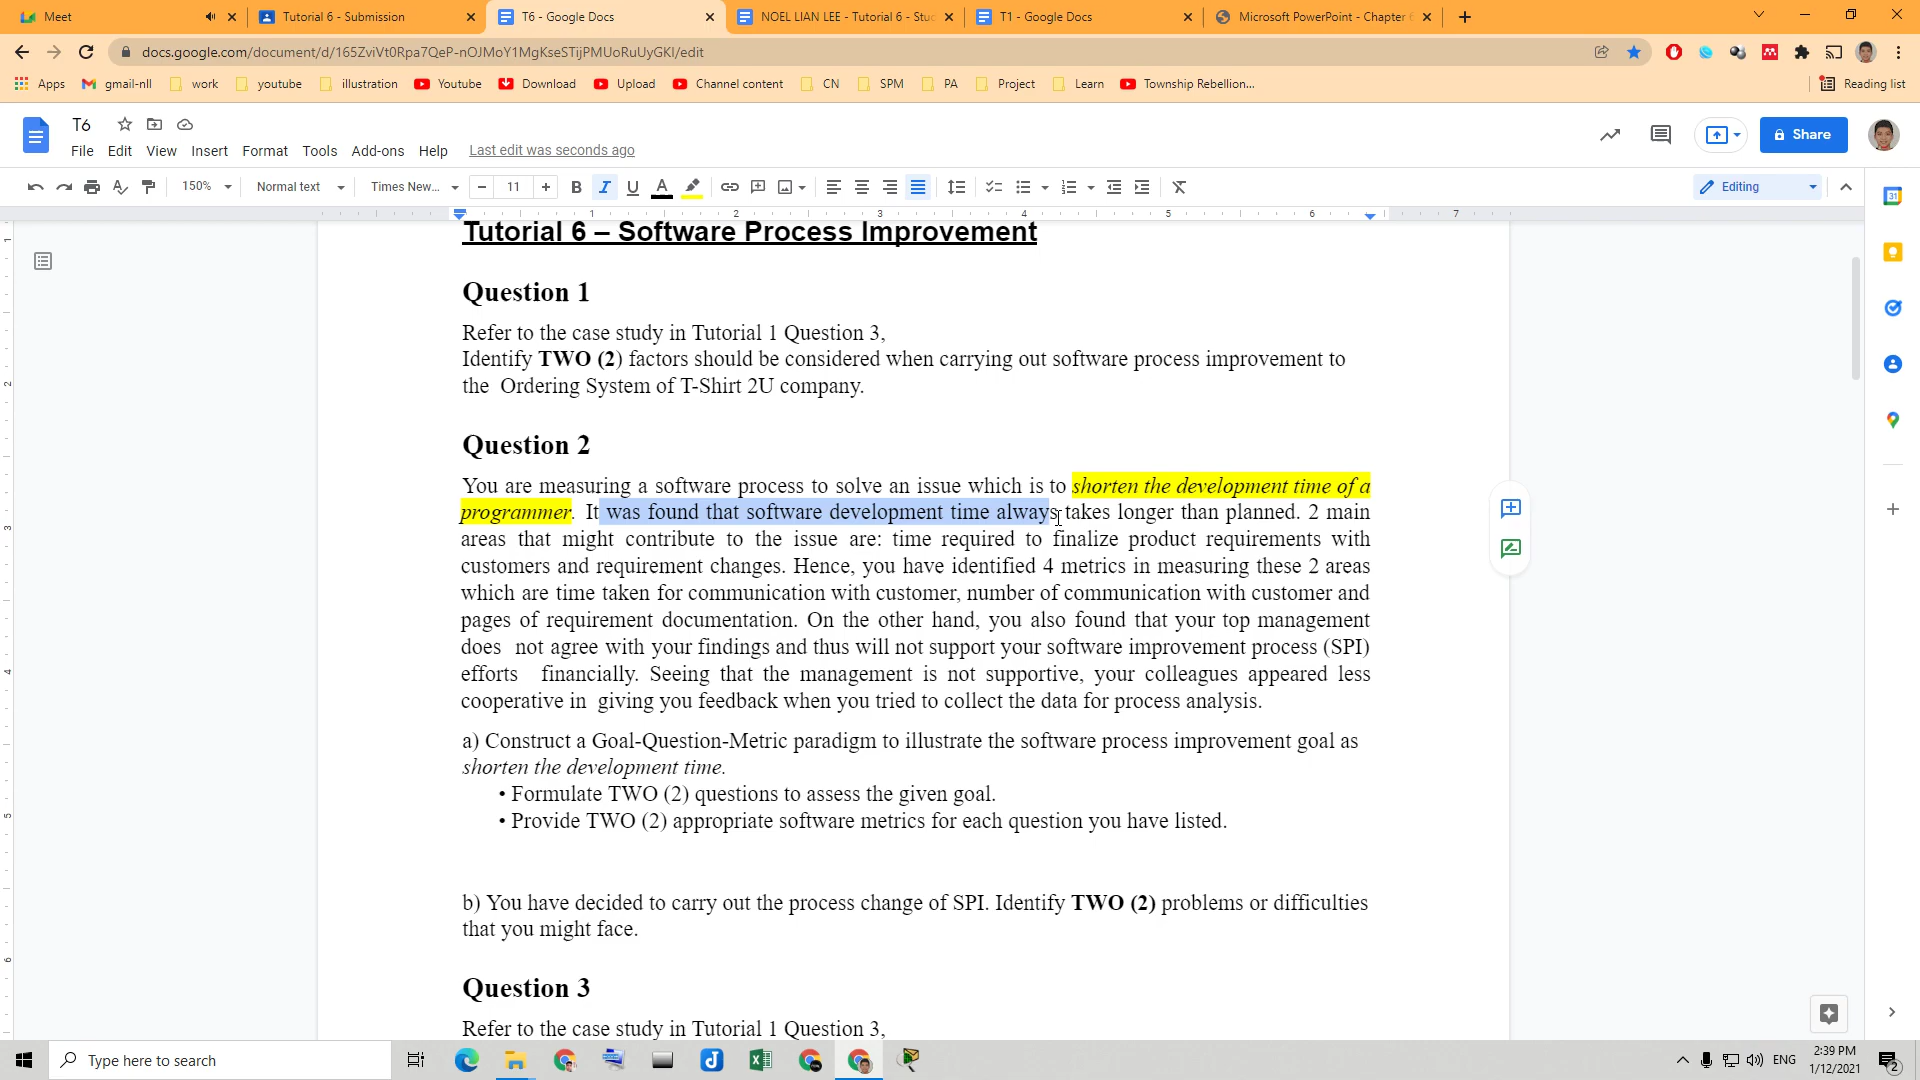 Meet
Tutorial 6 - Submission
T6 - Google Docs
NOEL LIAN LEE - Tutorial 6 - Stuc
T1 - Google Docs
Microsoft PowerPoint - Chapter 6
docs.google.com/document/d/165ZviVt0Rpa7QeP-nOJMoY1MgKseSTijPMUoRuUyGKI/edit
Apps
gmail-nll
work
youtube
illustration
Youtube
Download
Upload
Channel content
CN
SPM
PA
Project
Learn
Township Rebellion...
Reading list
T6
File Edit View Insert Format Tools Add-ons Help Last edit was seconds ago
Share
150% Normal text Times New... 11 B I U A Editing
1 2 3 4 5 6 7
Tutorial 6 – Software Process Improvement
Question 1
Refer to the case study in Tutorial 1 Question 3,
Identify TWO (2) factors should be considered when carrying out software process improvement to
the Ordering System of T-Shirt 2U company.
Question 2
You are measuring a software process to solve an issue which is to shorten the development time of a
programmer. It was found that software development time always takes longer than planned. 2 main
areas that might contribute to the issue are: time required to finalize product requirements with
customers and requirement changes. Hence, you have identified 4 metrics in measuring these 2 areas
which are time taken for communication with customer, number of communication with customer and
pages of requirement documentation. On the other hand, you also found that your top management
does not agree with your findings and thus will not support your software improvement process (SPI)
efforts financially. Seeing that the management is not supportive, your colleagues appeared less
cooperative in giving you feedback when you tried to collect the data for process analysis.
a) Construct a Goal-Question-Metric paradigm to illustrate the software process improvement goal as
shorten the development time.
• Formulate TWO (2) questions to assess the given goal.
• Provide TWO (2) appropriate software metrics for each question you have listed.
b) You have decided to carry out the process change of SPI. Identify TWO (2) problems or difficulties
that you might face.
Question 3
Refer to the case study in Tutorial 1 Question 3,
Type here to search
ENG
2:39 PM
1/12/2021
2